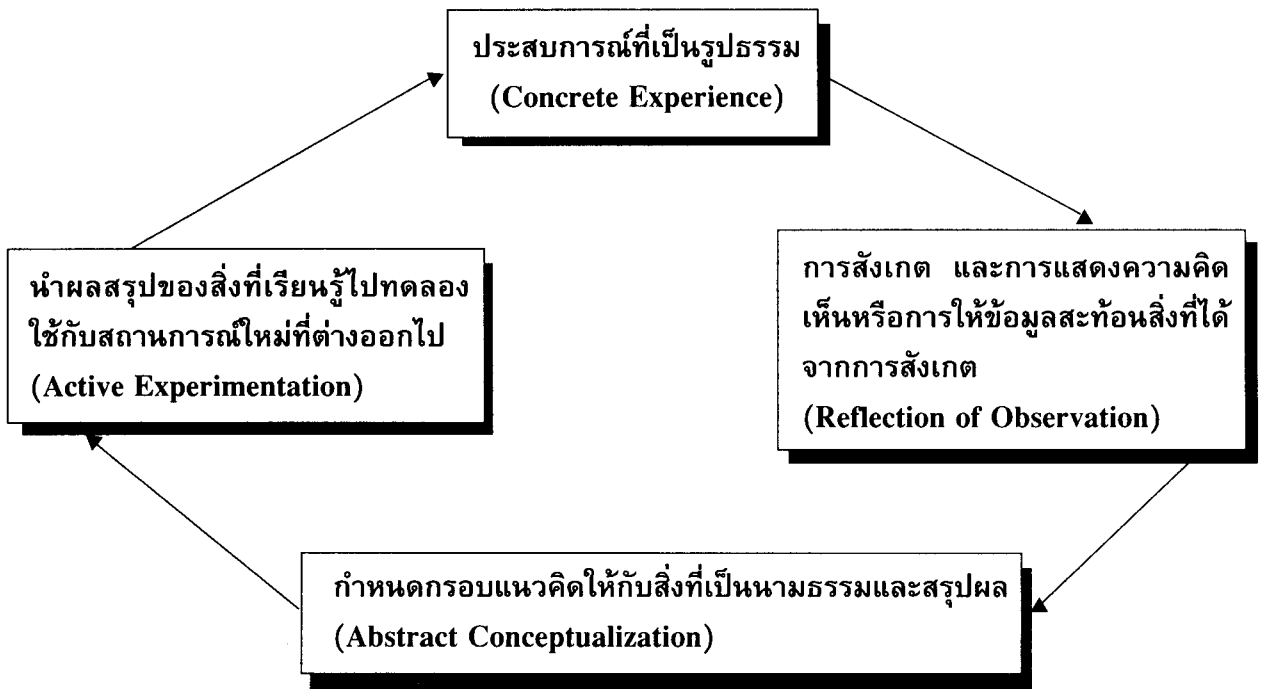 ประสบการณ์ที่เป็นรูปธรรม
(Concrete Experience)
การสังเกต และการแสดงความคิด
เห็นหรือการให้ข้อมูลสะท้อนสิ่งที่ได้
จากการสังเกต
(Reflection of Observation)
กำหนดกรอบแนวคิดให้กับสิ่งที่เป็นนามธรรมและสรุปผล
(Abstract Conceptualization)
นำผลสรุปของสิ่งที่เรียนรู้ไปทดลอง
ใช้กับสถานการณ์ใหม่ที่ต่างออกไป
(Active Experimentation)